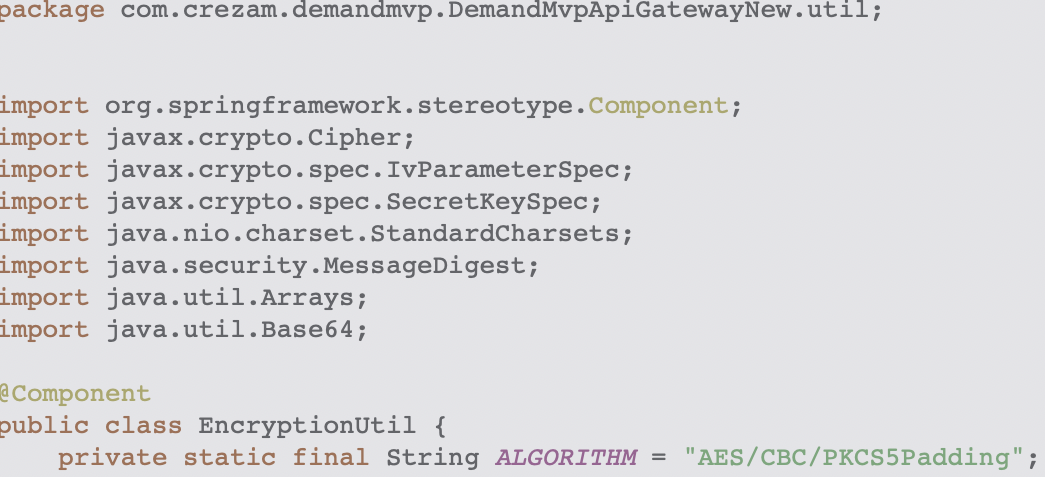 package com.crezam.demandmvp.DemandMvpApiGatewayNew.util;
import org.springframework.stereotype.Component;
import javax.crypto.Cipher;
import javax.crypto.spec.IvParameterSpec;
import javax.crypto.spec.SecretKeySpec;
import java.nio.charset.StandardCharsets;
import java.security.MessageDigest;
import java.util.Arrays;
import java.util.Base64;
@Component
public class EncryptionUtil {
private static final String ALGORITHM = "AES/CBC/PKCS5Padding";